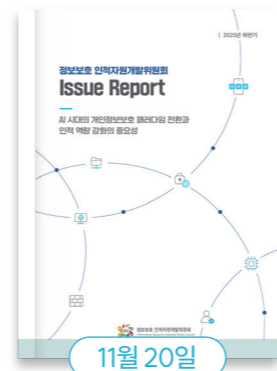 | 2023년 하반기
정보보호 인적자원개발위원회
Issue Report
AI 시대의 개인정보보호 패러다임 전환과
인적 역량 강화의 중요성
정보보호 인적자원개발위원회
11월 20일